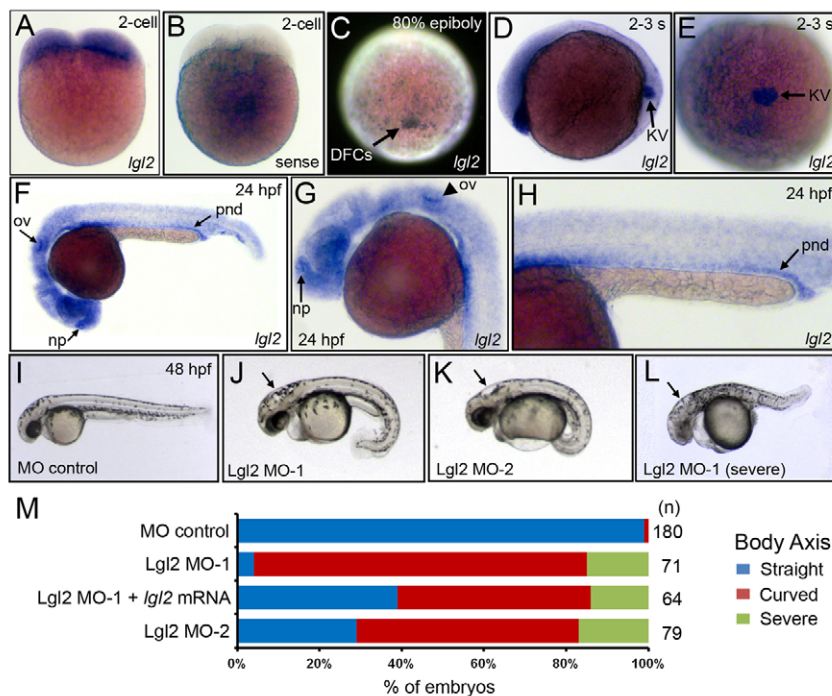 A
2-cell
lgl2
B
2-cell
sense
C
80% epiboly
DFCs
lgl2
D
2-3 s
KV
lgl2
E
2-3 s
KV
lgl2
F
24 hpf
ov
pnd
np
lgl2
G
ov
np
24 hpf
lgl2
H
24 hpf
pnd
lgl2
I
48 hpf
MO control
J
Lgl2 MO-1
K
Lgl2 MO-2
L
Lgl2 MO-1 (severe)
M
(n)
MO control
180
Lgl2 MO-1
71
Lgl2 MO-1 + lgl2 mRNA
64
Lgl2 MO-2
79
0% 20% 40% 60% 80% 100%
% of embryos
Body Axis
Straight
Curved
Severe